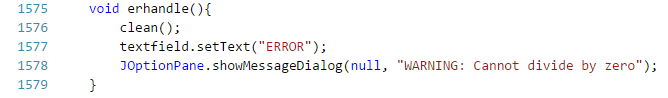 1575 void erhandle(){
1576 clean();
1577 textfield.setText("ERROR");
1578 JOptionPane.showMessageDialog(null, "WARNING: Cannot divide by zero");
1579 }